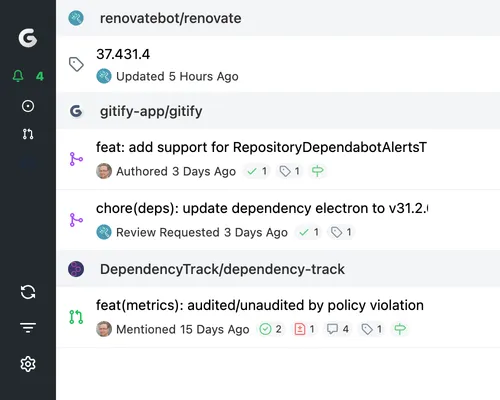 renovatebot/renovate
37.431.4
Updated 5 Hours Ago
4
gitify-app/gitify
feat: add support for RepositoryDependabotAlertsT
Authored 3 Days Ago 1 1
chore(deps): update dependency electron to v31.2.
Review Requested 3 Days Ago 1 1
DependencyTrack/dependency-track
feat(metrics): audited/unaudited by policy violation
Mentioned 15 Days Ago 2 1 4 1